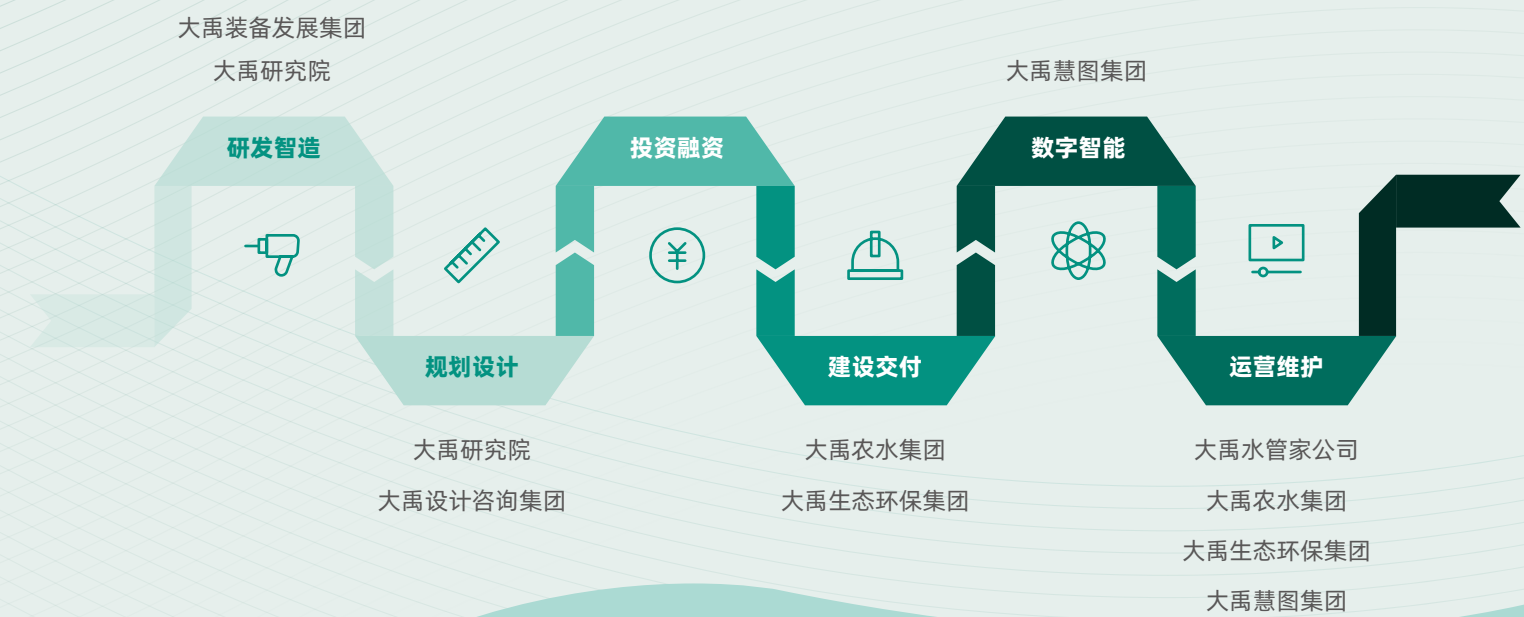 大禹装备发展集团
大禹研究院
研发智造
规划设计
大禹研究院
大禹设计咨询集团
投资融资
建设交付
大禹农水集团
大禹生态环保集团
大禹慧图集团
数字智能
运营维护
大禹水管家公司
大禹农水集团
大禹生态环保集团
大禹慧图集团